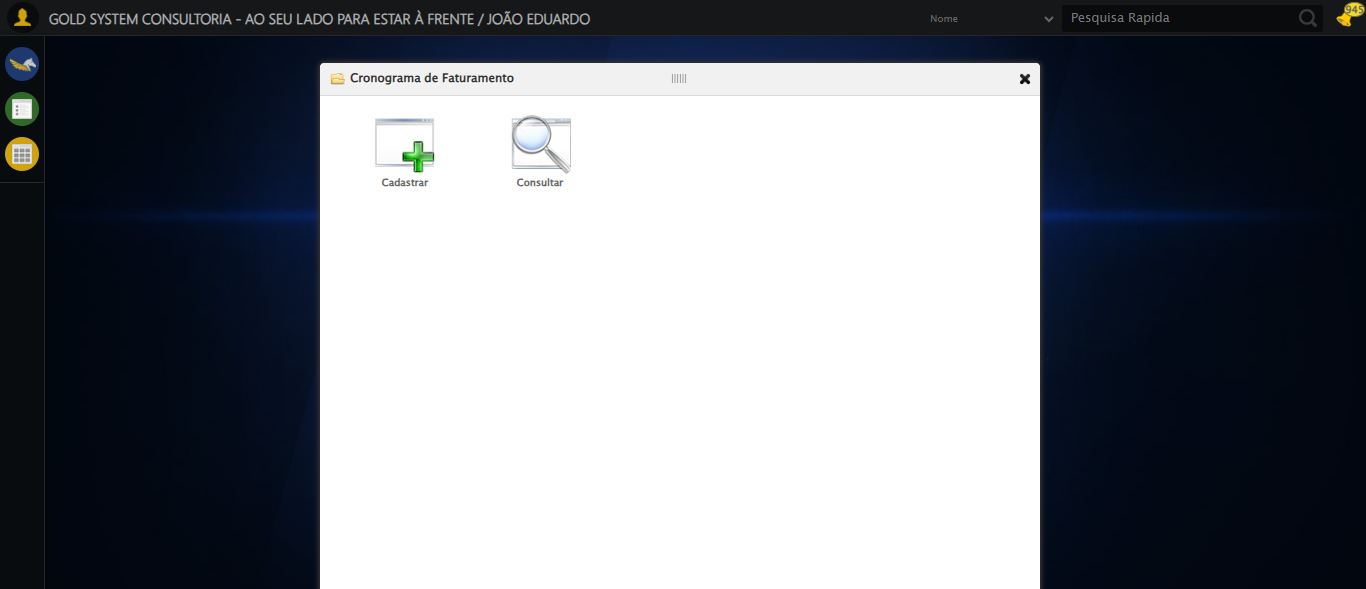 GOLD SYSTEM CONSULTORIA - AO SEU LADO PARA ESTAR À FRENTE / JOÃO EDUARDO
Nome
Pesquisa Rapida
945
Cronograma de Faturamento
Cadastrar
Consultar